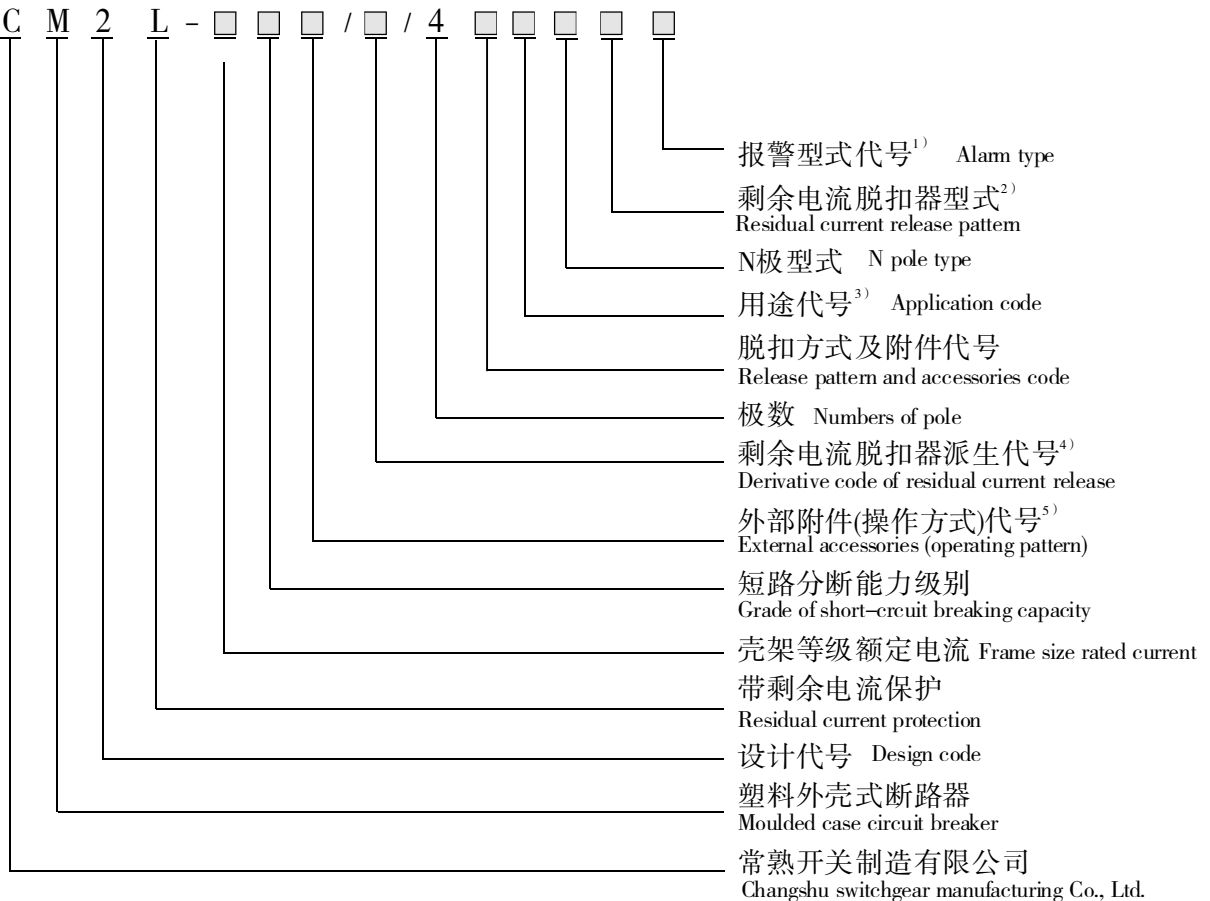 C M 2 L - □ □ □ / □ / 4 □ □ □ □ □
报警型式代号1) Alarm type
剩余电流脱扣器型式2)
Residual current release pattern
N极型式 N pole type
用途代号3) Application code
脱扣方式及附件代号
Release pattern and accessories code
极数 Numbers of pole
剩余电流脱扣器派生代号4)
Derivative code of residual current release
外部附件(操作方式)代号5)
External accessories (operating pattern)
短路分断能力级别
Grade of short-crcuit breaking capacity
壳架等级额定电流 Frame size rated current
带剩余电流保护
Residual current protection
设计代号 Design code
塑料外壳式断路器
Moulded case circuit breaker
常熟开关制造有限公司
Changshu switchgear manufacturing Co., Ltd.